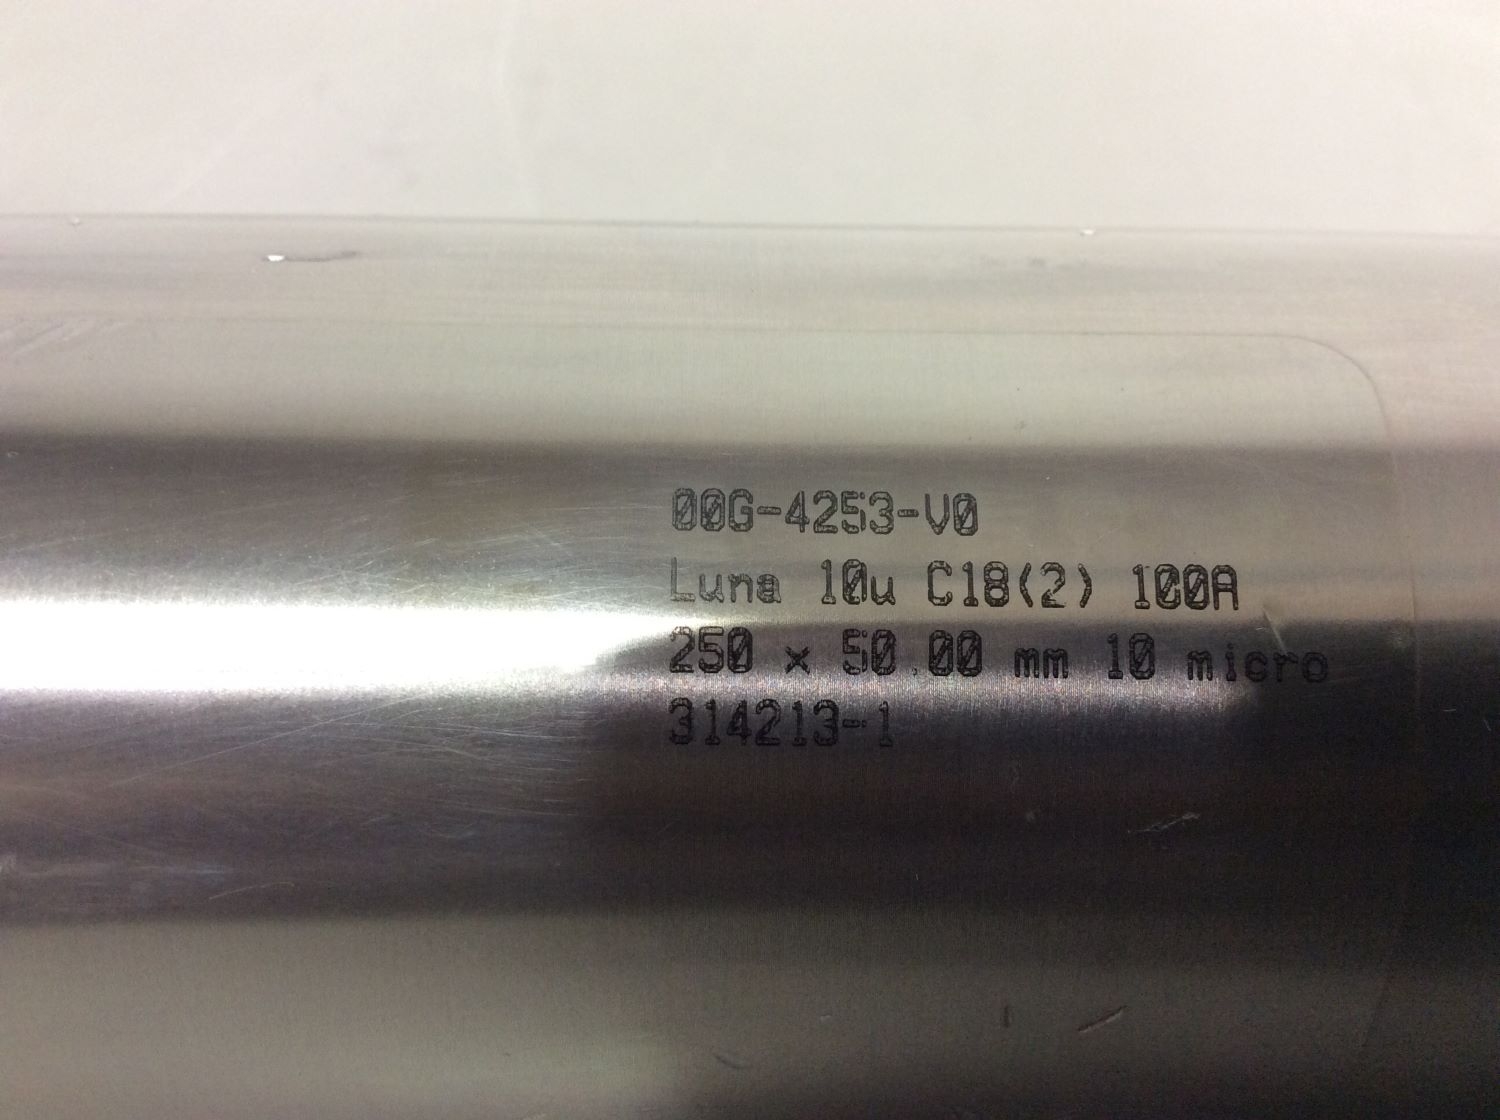 00G-4253-V0
Luna 10u C18(2) 100A
250 x 50.00 mm 10 micro
314213-1